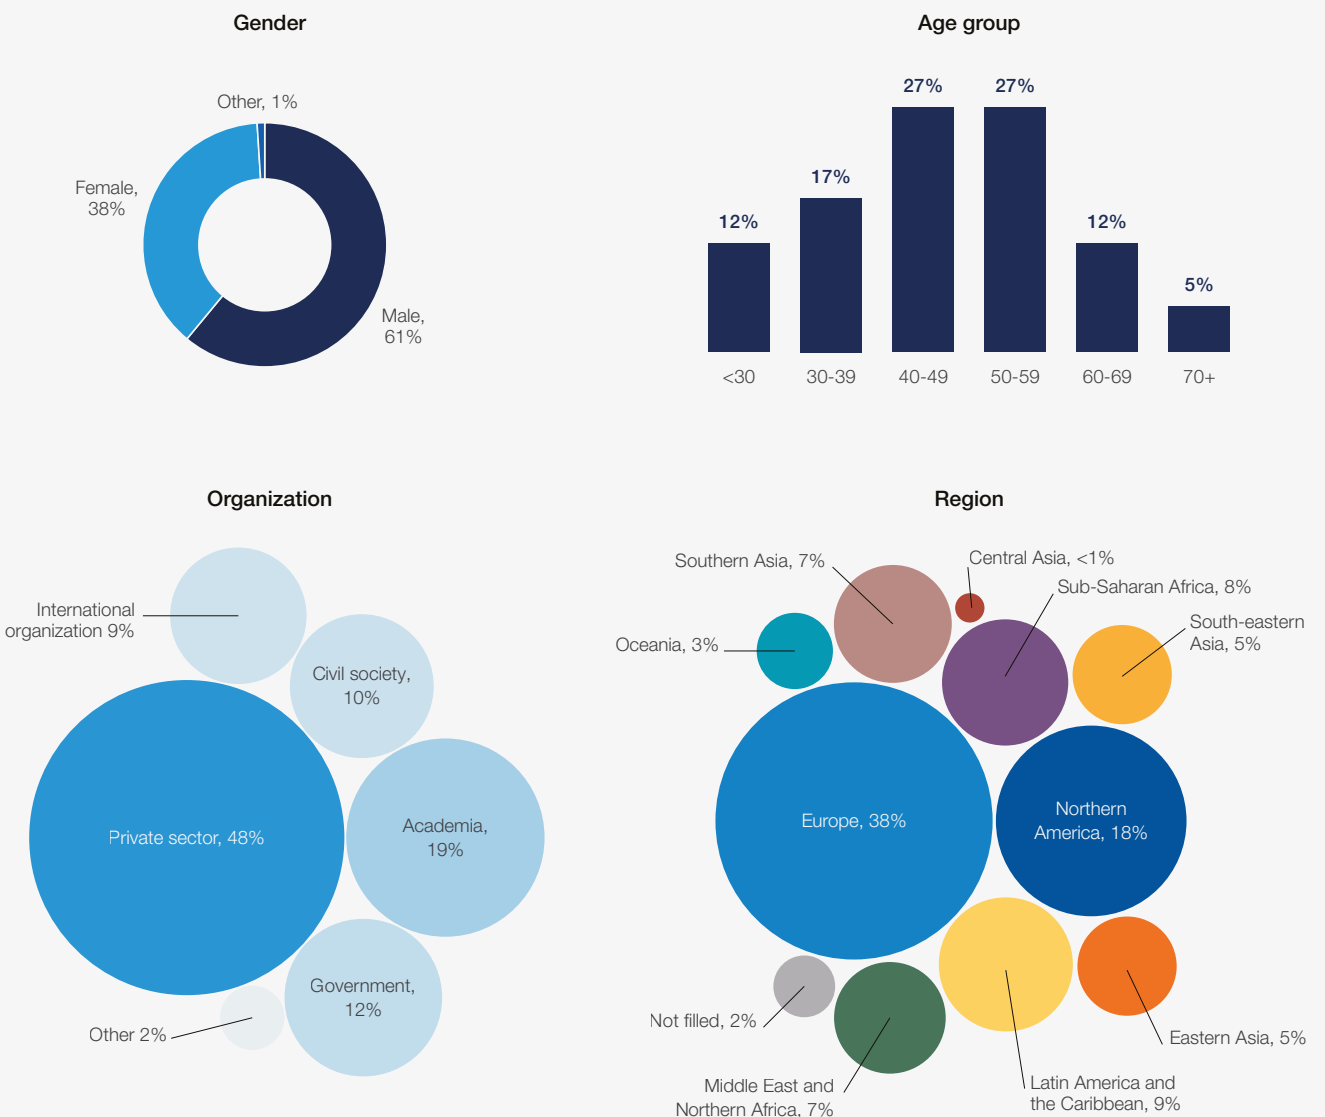 Gender
Other, 1%
Female,
38%
Male,
61%
Age group
12%
17%
27%
27%
12%
5%
<30
30-39
40-49
50-59
60-69
70+
Organization
International
organization 9%
Civil society,
10%
Private sector, 48%
Academia,
19%
Government,
12%
Other 2%
Region
Southern Asia, 7%
Central Asia, <1%
Sub-Saharan Africa, 8%
South-eastern
Asia, 5%
Oceania, 3%
Europe, 38%
Northern
America, 18%
Not filled, 2%
Eastern Asia, 5%
Middle East and
Northern Africa, 7%
Latin America and
the Caribbean, 9%